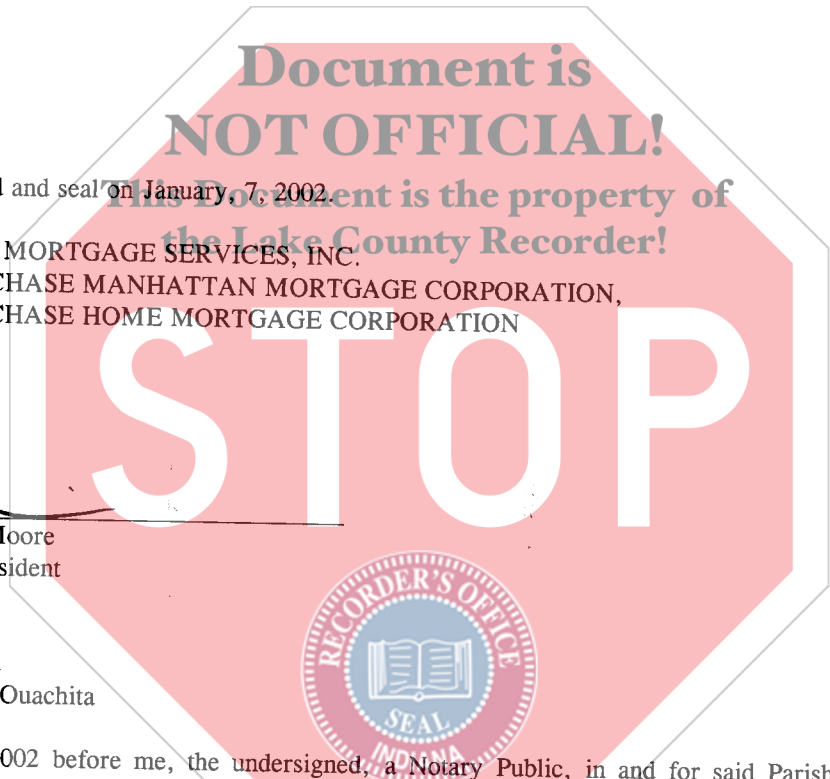 Document is
NOT OFFICIAL!
This Document is the property of
the Lake County Recorder!
and seal on January, 7, 2002.
MORTGAGE SERVICES, INC.
CHASE MANHATTAN MORTGAGE CORPORATION,
CHASE HOME MORTGAGE CORPORATION
STOP
Moore
sident
RECORDER'S OFFICE
SEAL
INDIANA
Ouachita
002 before me, the undersigned, a Notary Public, in and for said Parish